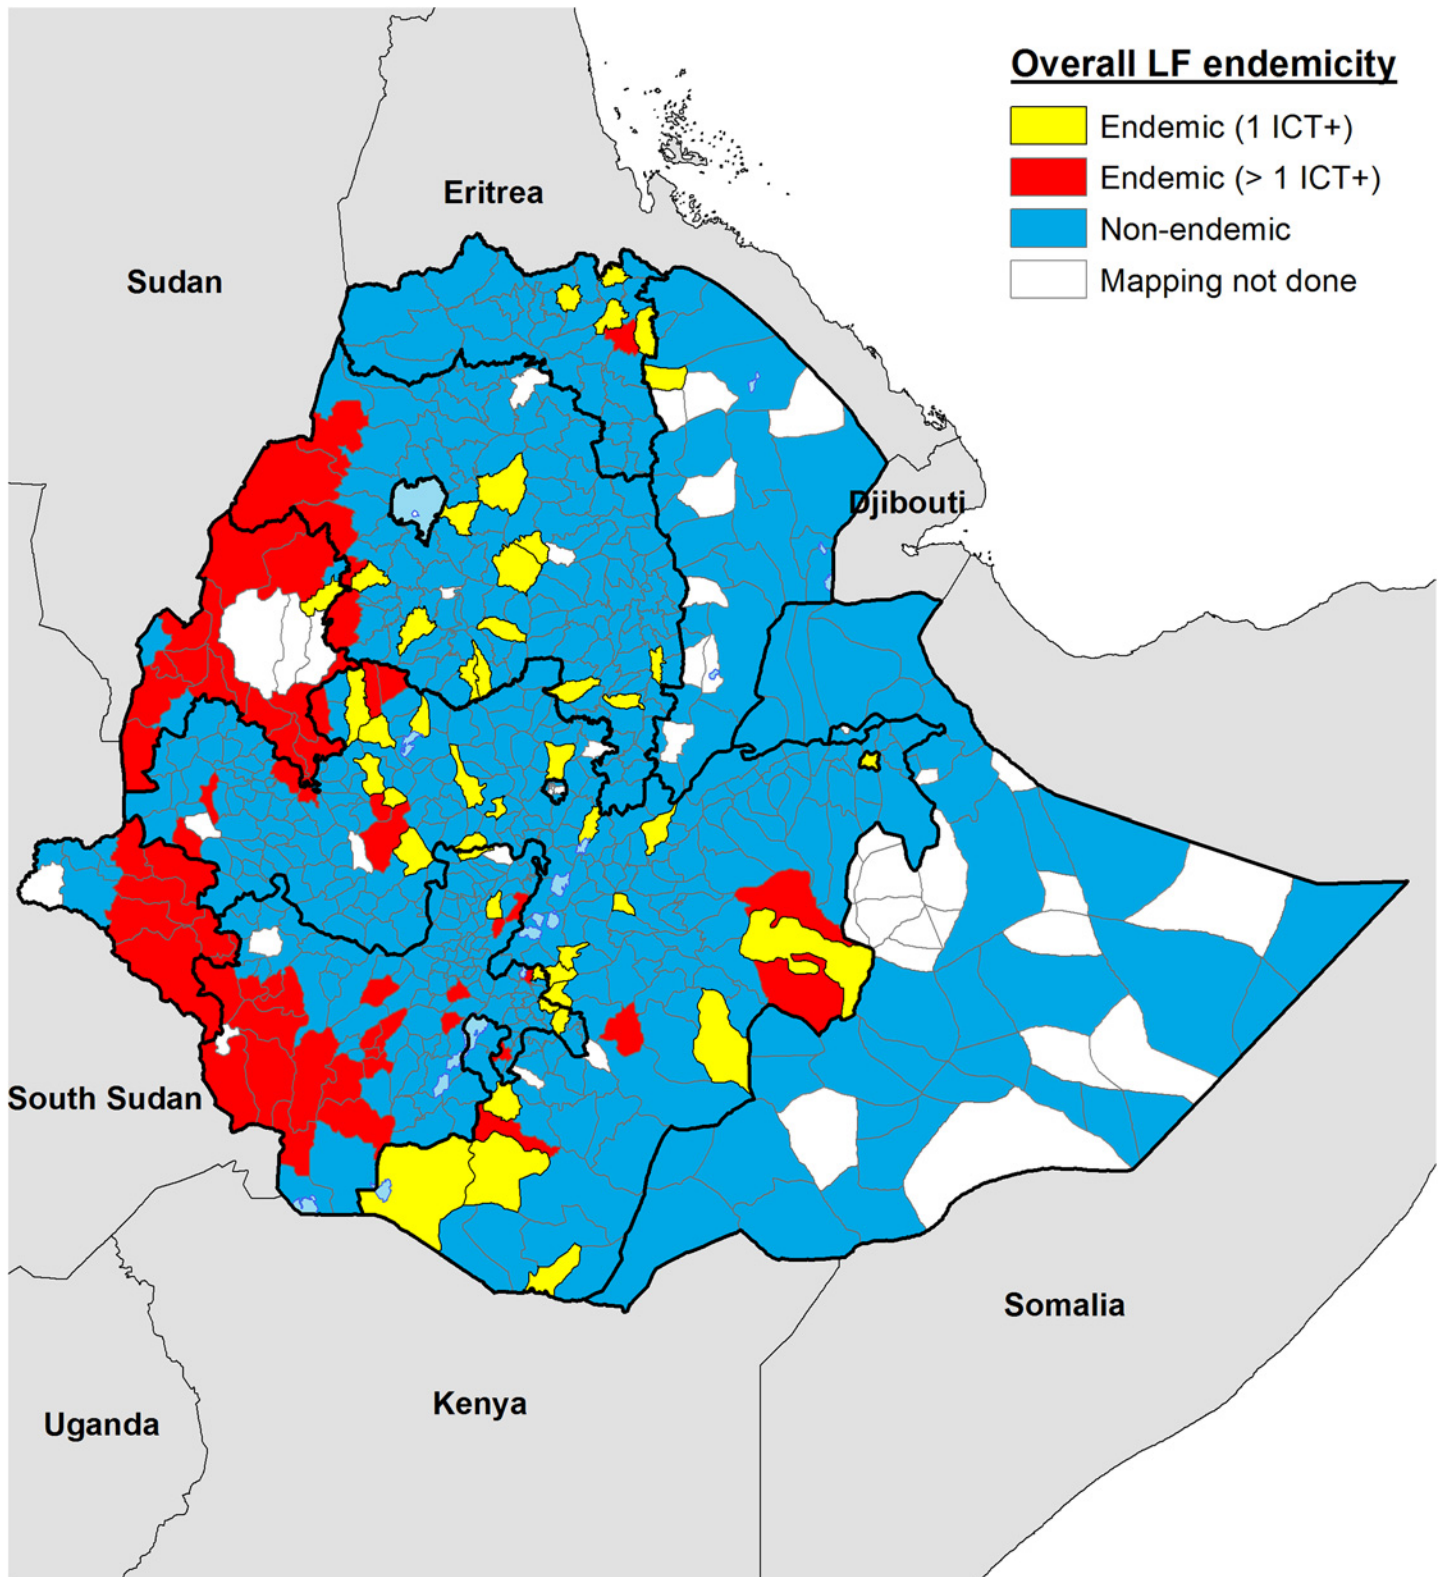 Overall LF endemicity
Endemic (1 ICT+)
Endemic (> 1 ICT+)
Non-endemic
Mapping not done
Eritrea
Sudan
Djibouti
South Sudan
Somalia
Kenya
Uganda